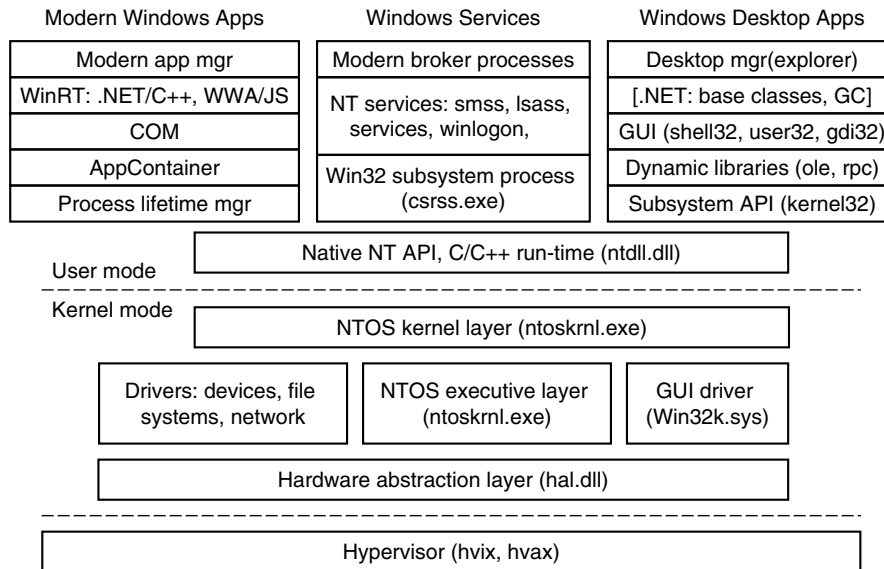 Modern Windows Apps
Windows Services
Windows Desktop Apps
Modern app mgr
WinRT: .NET/C++, WWA/JS
COM
AppContainer
Process lifetime mgr
Modern broker processes
NT services: smss, lsass,
services, winlogon,
Win32 subsystem process
(csrss.exe)
Desktop mgr(explorer)
[.NET: base classes, GC]
GUI (shell32, user32, gdi32)
Dynamic libraries (ole, rpc)
Subsystem API (kernel32)
Native NT API, C/C++ run-time (ntdll.dll)
User mode
Kernel mode
NTOS kernel layer (ntoskrnl.exe)
Drivers: devices, file
systems, network
NTOS executive layer
(ntoskrnl.exe)
GUI driver
(Win32k.sys)
Hardware abstraction layer (hal.dll)
Hypervisor (hvix, hvax)